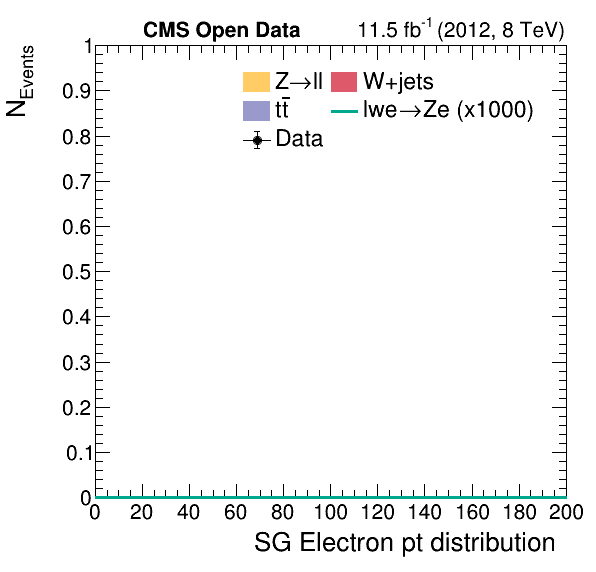 CMS Open Data 11.5 fb⁻¹ (2012, 8 TeV)
N_Events
Z→ll W+jets
tt̄ lwe→Ze (x1000)
Data
1
0.9
0.8
0.7
0.6
0.5
0.4
0.3
0.2
0.1
0
0 20 40 60 80 100 120 140 160 180 200
SG Electron pt distribution